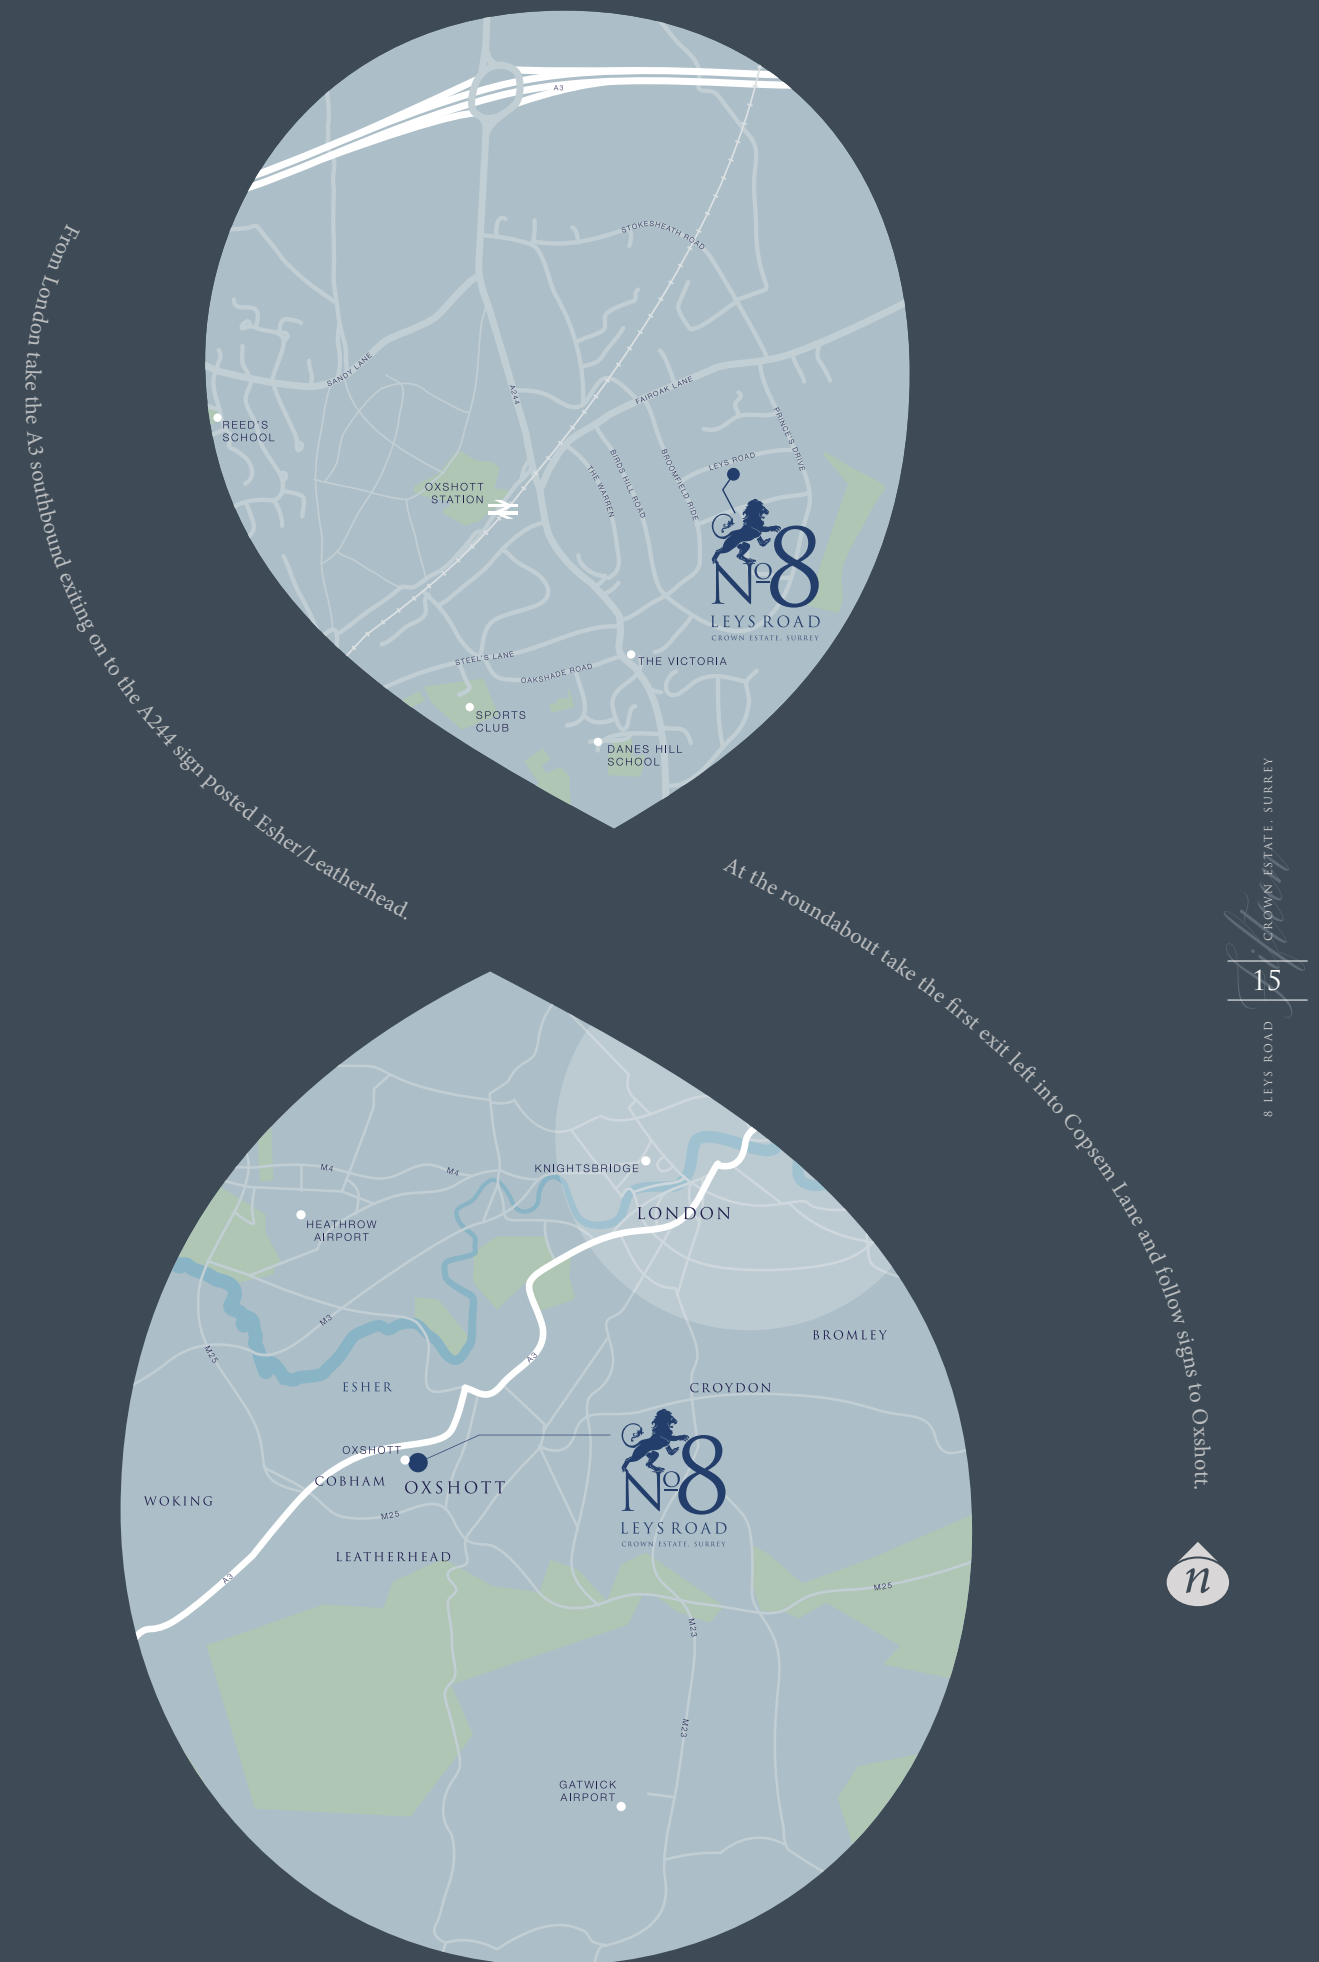 A3
STOKESHEATH ROAD
SANDY LANE
A244
FAIROAK LANE
PRINCE'S DRIVE
REED'S
SCHOOL
LEYS ROAD
BIRDS HILL ROAD
BROOMFIELD RIDE
THE WARREN
OXSHOTT
STATION
No8
LEYS ROAD
CROWN ESTATE, SURREY
STEEL'S LANE
OAKSHADE ROAD
THE VICTORIA
SPORTS
CLUB
DANES HILL
SCHOOL
From London take the A3 southbound exiting on to the A244 sign posted Esher/Leatherhead.
At the roundabout take the first exit left into Copsem Lane and follow signs to Oxshott.
M4
M4
KNIGHTSBRIDGE
LONDON
HEATHROW
AIRPORT
M3
M25
BROMLEY
A3
ESHER
CROYDON
OXSHOTT
COBHAM
OXSHOTT
WOKING
M25
No8
LEYS ROAD
CROWN ESTATE, SURREY
LEATHERHEAD
A3
M25
M23
M23
GATWICK
AIRPORT
n
8 LEYS ROAD
15
Fifteen
CROWN ESTATE, SURREY